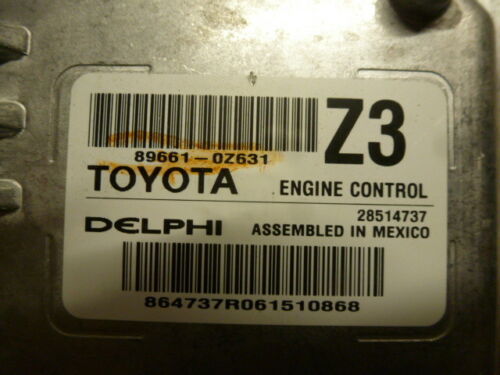 Z3
89661-0Z631
TOYOTA ENGINE CONTROL
28514737
DELPHI ASSEMBLED IN MEXICO
864737R061510868